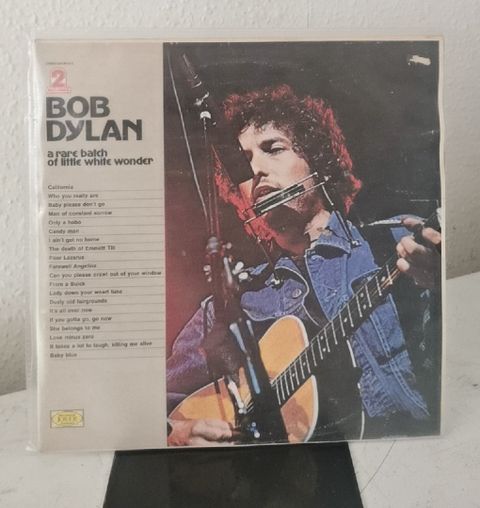 2
BOB
DYLAN
a rare batch
of little white wonder
California
Who you really are
Baby please don't go
Man of constant sorrow
Only a hobo
Candy man
I ain't got no home
The death of Emmett Till
Poor Lazarus
Farewell Angelina
Can you please crawl out of your window
From a Buick
Lady down your weart lane
Dusty old fairgrounds
It's all over now
If you gotta go, go now
She belongs to me
Love minus zero
It takes a lot to laugh, killing me alive
Baby blue